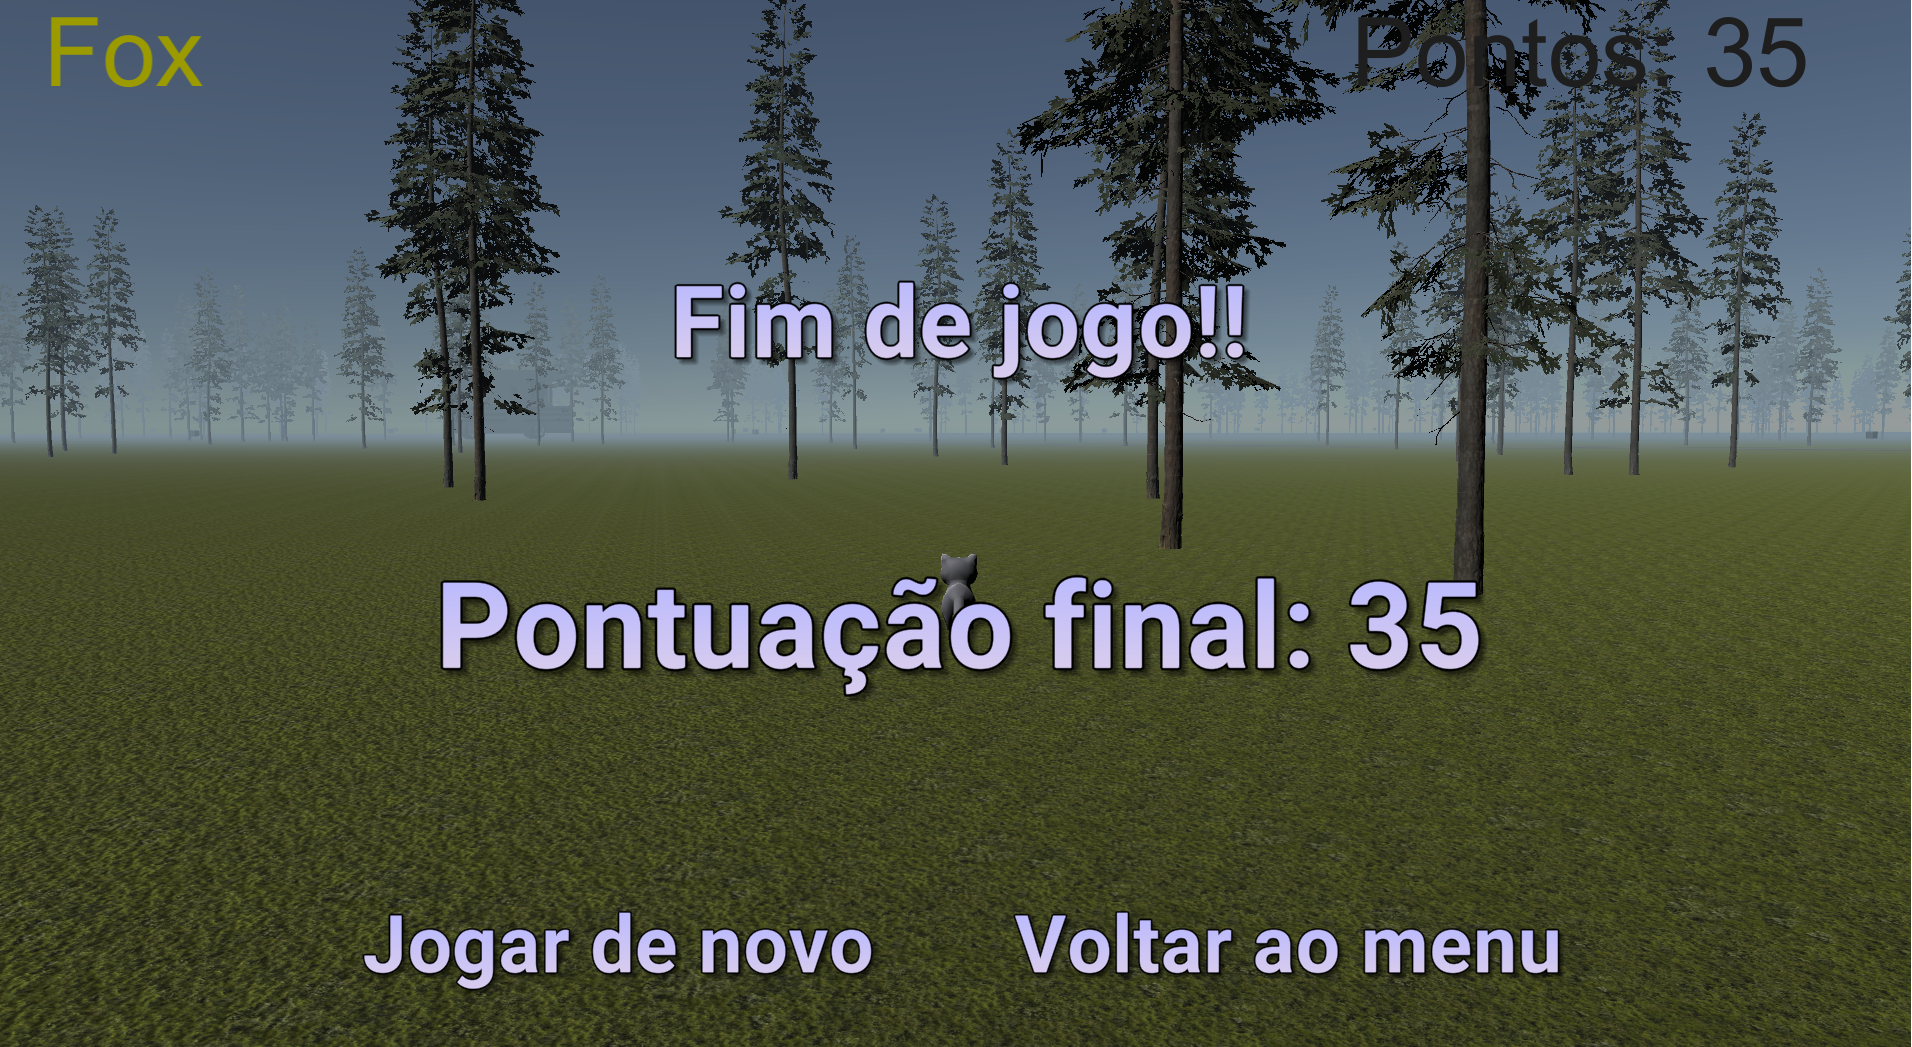 Fox
Pontos: 35
Fim de jogo!!
Pontuação final: 35
Jogar de novo
Voltar ao menu